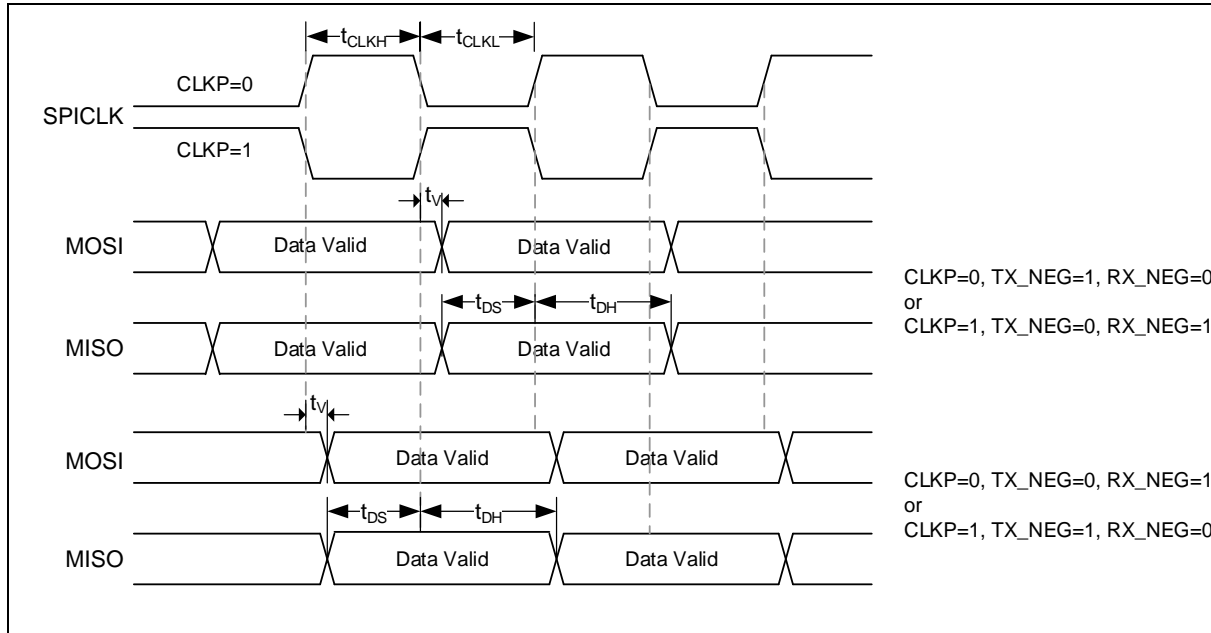 tCLKH tCLKL
CLKP=0
SPICLK
CLKP=1
tV
MOSI Data Valid Data Valid
CLKP=0, TX_NEG=1, RX_NEG=0
or
CLKP=1, TX_NEG=0, RX_NEG=1
tDS tDH
MISO Data Valid Data Valid
tV
MOSI Data Valid Data Valid
CLKP=0, TX_NEG=0, RX_NEG=1
or
CLKP=1, TX_NEG=1, RX_NEG=0
tDS tDH
MISO Data Valid Data Valid